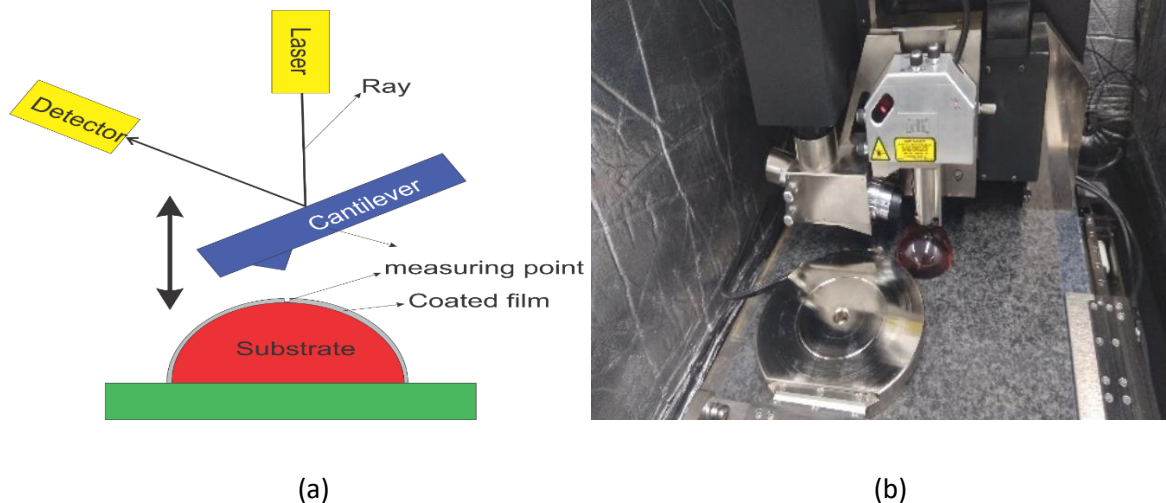 Laser
Ray
Detector
Cantilever
measuring point
Coated film
Substrate
(a)
(b)